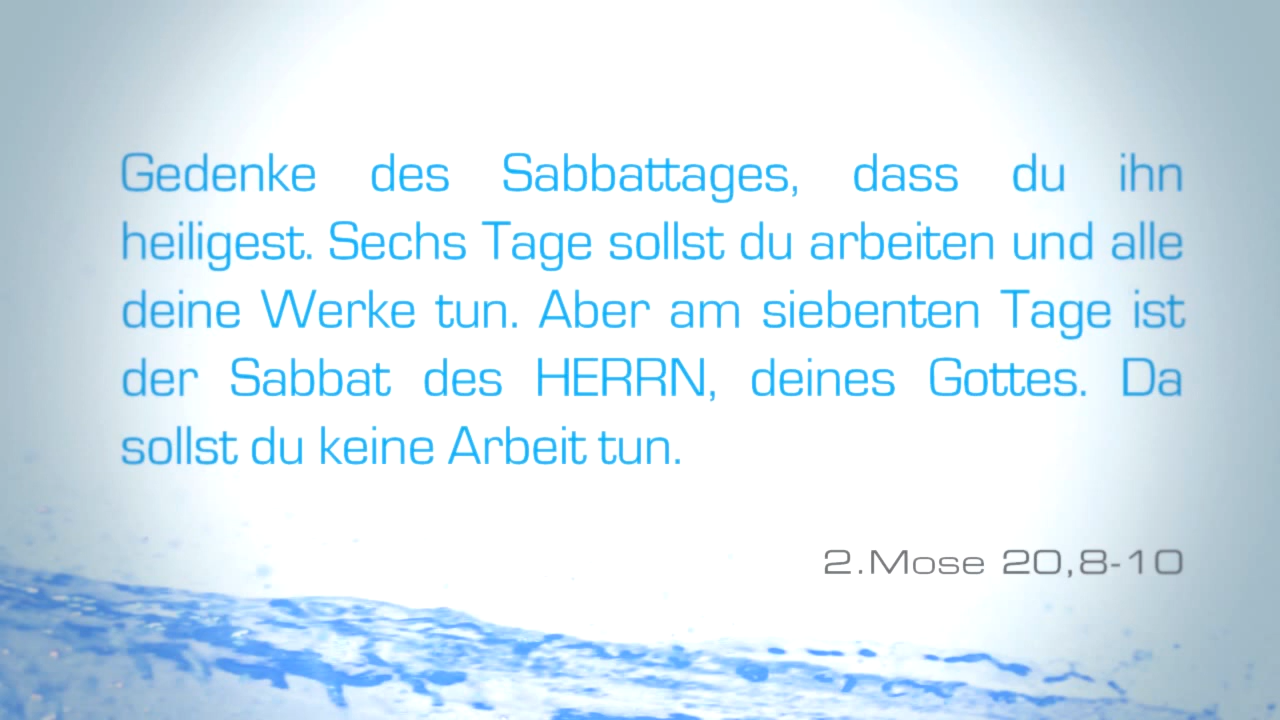 Gedenke des Sabbattages, dass du ihn
heiligest. Sechs Tage sollst du arbeiten und alle
deine Werke tun. Aber am siebenten Tage ist
der Sabbat des HERRN, deines Gottes. Da
sollst du keine Arbeit tun.
2.Mose 20,8-10